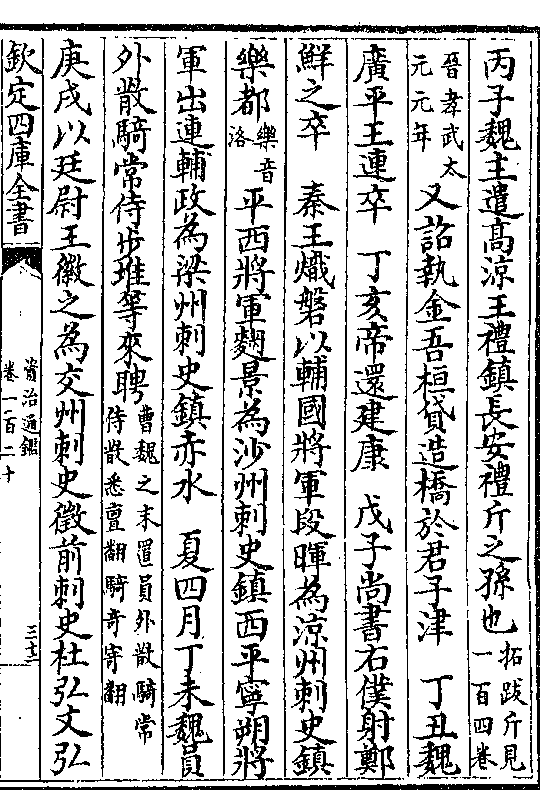 丙子魏主遣高涼王禮鎮長安禮斤之孫也拓跋斤見一百四卷
晉孝武太元元年又詔執金吾桓貸造橋於君子津　丁丑魏
廣平王連卒　丁亥帝還建康　戊子尚書右僕射鄭
鮮之卒　秦王熾磐以輔國將軍段暉為涼州刺史鎮
樂都樂音洛平西將軍麴景為沙州刺史鎮西平寧朔將
軍出連輔政為梁州刺史鎮赤水　夏四月丁未魏員
外散騎常侍步堆等來聘曹魏之末置員外散騎常侍散悉亶翻騎奇寄翻
庚戌以廷尉王徽之為交州刺史徵前刺史杜弘文弘
欽定四庫全書
資治通鑑
卷一百二十
三十三